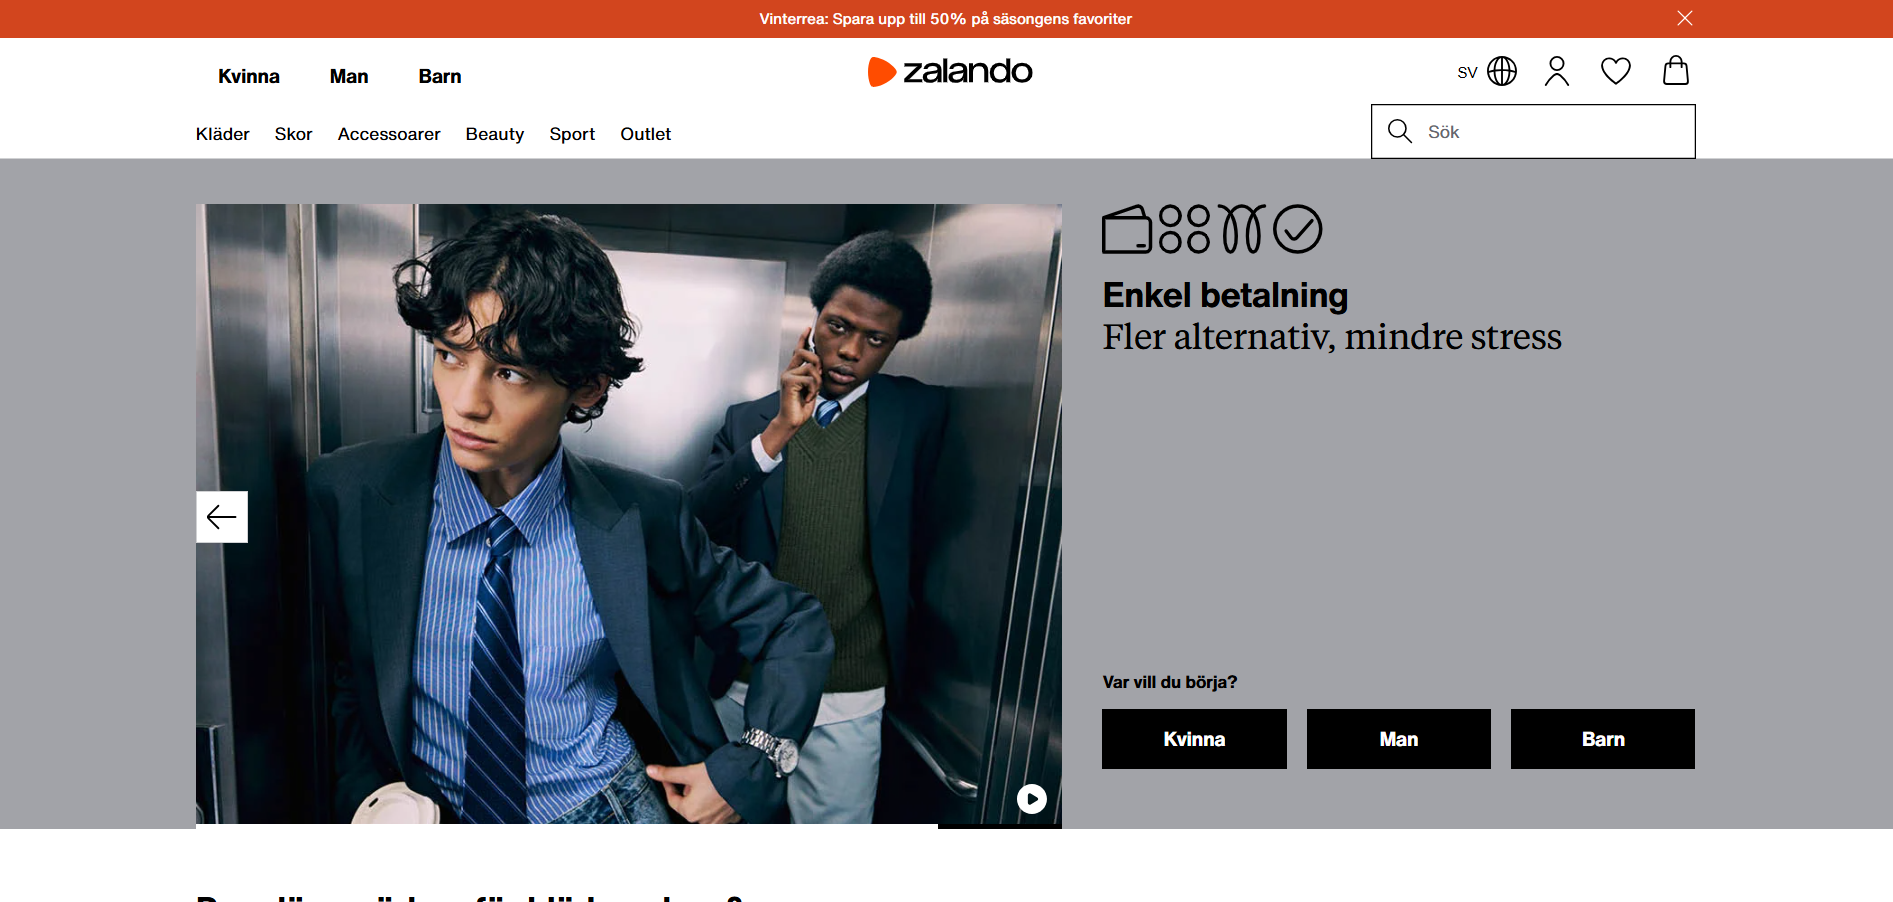 Vinterrea: Spara upp till 50% på säsongens favoriter
Kvinna Man Barn
zalando
SV
Kläder Skor Accessoarer Beauty Sport Outlet
Sök
Enkel betalning
Fler alternativ, mindre stress
Var vill du börja?
Kvinna Man Barn